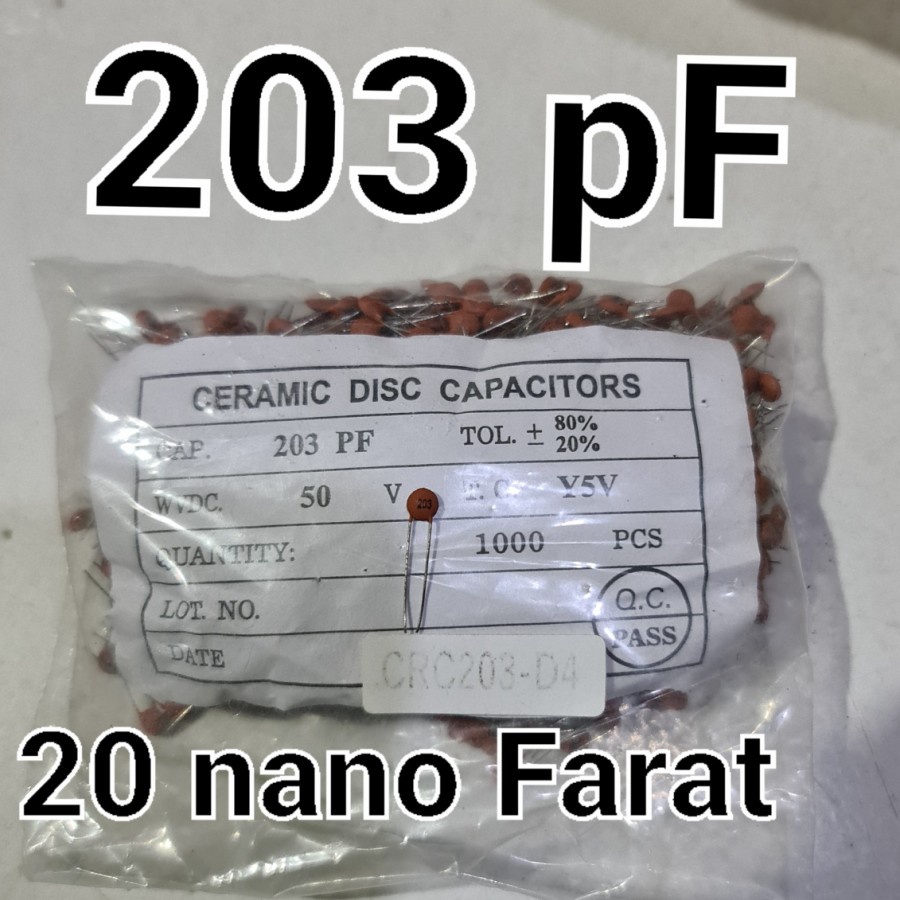 203 pF
CERAMIC DISC CAPACITORS
CAP. 203 PF TOL. ± 80% 20%
WVDC. 50 V T.C. Y5V
203
QUANTITY: 1000 PCS
LOT. NO. Q.C.
DATE PASS
CRC203-D4
20 nano Farat